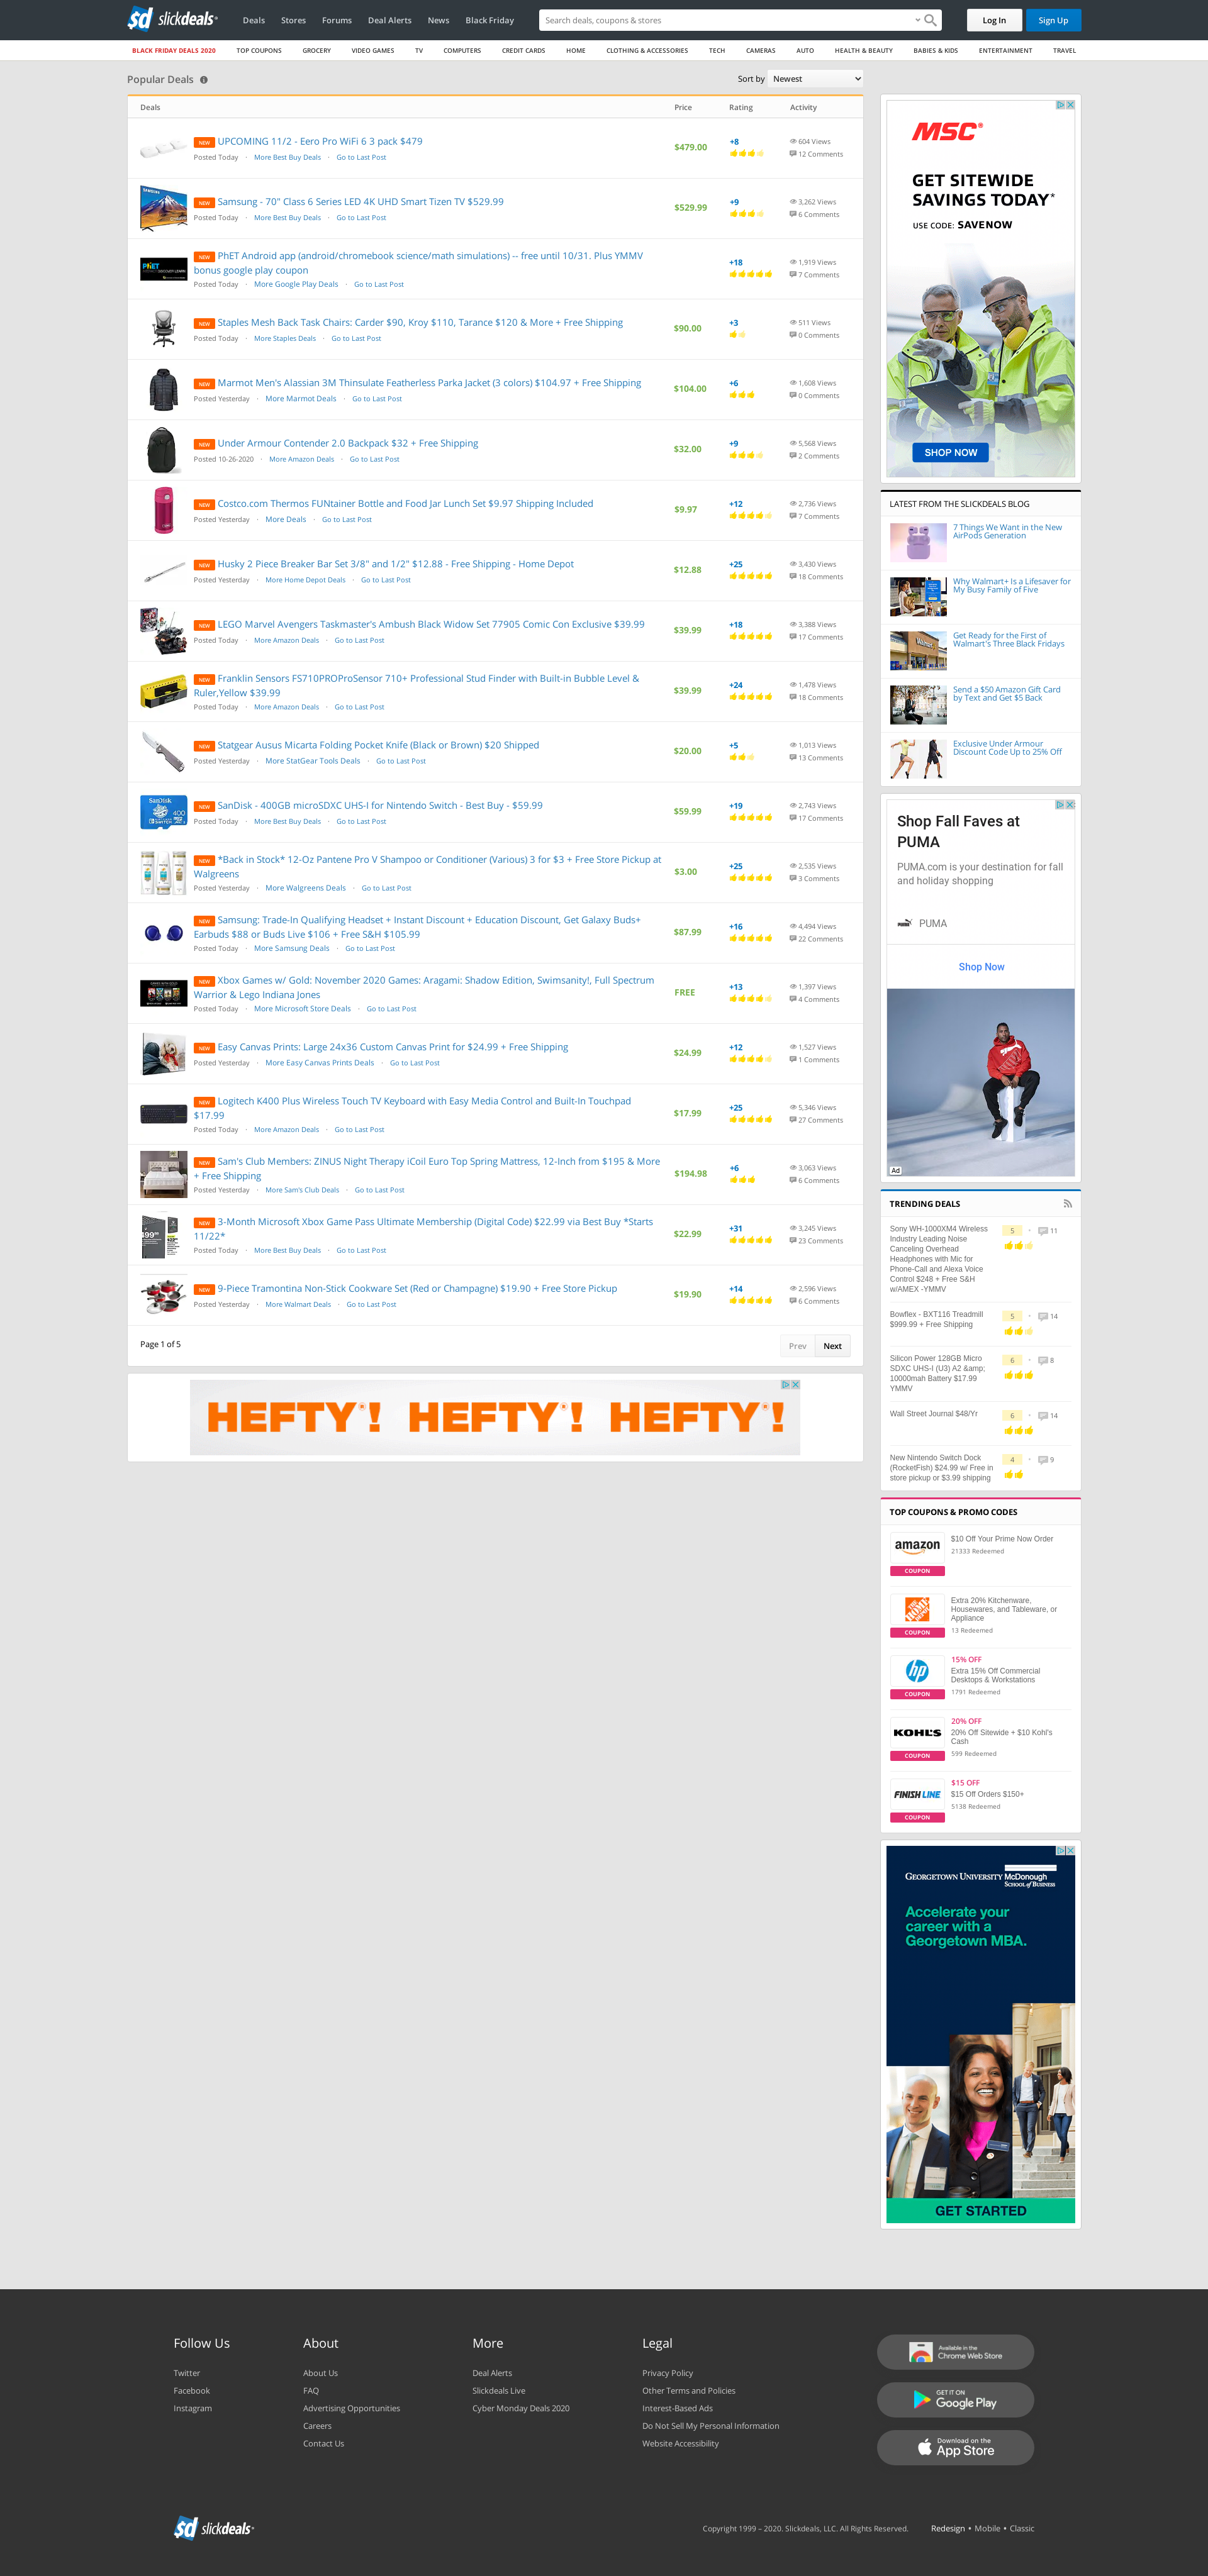 sd slickdeals
Deals Stores Forums Deal Alerts News Black Friday
Search deals, coupons & stores
Log In
Sign Up
BLACK FRIDAY DEALS 2020 TOP COUPONS GROCERY VIDEO GAMES TV COMPUTERS CREDIT CARDS HOME CLOTHING & ACCESSORIES TECH CAMERAS AUTO HEALTH & BEAUTY BABIES & KIDS ENTERTAINMENT TRAVEL
Popular Deals
Sort by Newest
Deals Price Rating Activity
NEW UPCOMING 11/2 - Eero Pro WiFi 6 3 pack $479
Posted Today · More Best Buy Deals · Go to Last Post
$479.00
+8
604 Views
12 Comments
NEW Samsung - 70" Class 6 Series LED 4K UHD Smart Tizen TV $529.99
Posted Today · More Best Buy Deals · Go to Last Post
$529.99
+9
3,262 Views
6 Comments
NEW PhET Android app (android/chromebook science/math simulations) -- free until 10/31. Plus YMMV
bonus google play coupon
Posted Today · More Google Play Deals · Go to Last Post
+18
1,919 Views
7 Comments
NEW Staples Mesh Back Task Chairs: Carder $90, Kroy $110, Tarance $120 & More + Free Shipping
Posted Today · More Staples Deals · Go to Last Post
$90.00
+3
511 Views
0 Comments
NEW Marmot Men's Alassian 3M Thinsulate Featherless Parka Jacket (3 colors) $104.97 + Free Shipping
Posted Yesterday · More Marmot Deals · Go to Last Post
$104.00
+6
1,608 Views
0 Comments
NEW Under Armour Contender 2.0 Backpack $32 + Free Shipping
Posted 10-26-2020 · More Amazon Deals · Go to Last Post
$32.00
+9
5,568 Views
2 Comments
NEW Costco.com Thermos FUNtainer Bottle and Food Jar Lunch Set $9.97 Shipping Included
Posted Yesterday · More Deals · Go to Last Post
$9.97
+12
2,736 Views
7 Comments
NEW Husky 2 Piece Breaker Bar Set 3/8" and 1/2" $12.88 - Free Shipping - Home Depot
Posted Yesterday · More Home Depot Deals · Go to Last Post
$12.88
+25
3,430 Views
18 Comments
NEW LEGO Marvel Avengers Taskmaster's Ambush Black Widow Set 77905 Comic Con Exclusive $39.99
Posted Today · More Amazon Deals · Go to Last Post
$39.99
+18
3,388 Views
17 Comments
NEW Franklin Sensors FS710PROProSensor 710+ Professional Stud Finder with Built-in Bubble Level &
Ruler,Yellow $39.99
Posted Today · More Amazon Deals · Go to Last Post
$39.99
+24
1,478 Views
18 Comments
NEW Statgear Ausus Micarta Folding Pocket Knife (Black or Brown) $20 Shipped
Posted Yesterday · More StatGear Tools Deals · Go to Last Post
$20.00
+5
1,013 Views
13 Comments
NEW SanDisk - 400GB microSDXC UHS-I for Nintendo Switch - Best Buy - $59.99
Posted Today · More Best Buy Deals · Go to Last Post
$59.99
+19
2,743 Views
17 Comments
NEW *Back in Stock* 12-Oz Pantene Pro V Shampoo or Conditioner (Various) 3 for $3 + Free Store Pickup at
Walgreens
Posted Yesterday · More Walgreens Deals · Go to Last Post
$3.00
+25
2,535 Views
3 Comments
NEW Samsung: Trade-In Qualifying Headset + Instant Discount + Education Discount, Get Galaxy Buds+
Earbuds $88 or Buds Live $106 + Free S&H $105.99
Posted Today · More Samsung Deals · Go to Last Post
$87.99
+16
4,494 Views
22 Comments
NEW Xbox Games w/ Gold: November 2020 Games: Aragami: Shadow Edition, Swimsanity!, Full Spectrum
Warrior & Lego Indiana Jones
Posted Today · More Microsoft Store Deals · Go to Last Post
FREE
+13
1,397 Views
4 Comments
NEW Easy Canvas Prints: Large 24x36 Custom Canvas Print for $24.99 + Free Shipping
Posted Yesterday · More Easy Canvas Prints Deals · Go to Last Post
$24.99
+12
1,527 Views
1 Comments
NEW Logitech K400 Plus Wireless Touch TV Keyboard with Easy Media Control and Built-In Touchpad
$17.99
Posted Today · More Amazon Deals · Go to Last Post
$17.99
+25
5,346 Views
27 Comments
NEW Sam's Club Members: ZINUS Night Therapy iCoil Euro Top Spring Mattress, 12-Inch from $195 & More
+ Free Shipping
Posted Yesterday · More Sam's Club Deals · Go to Last Post
$194.98
+6
3,063 Views
6 Comments
NEW 3-Month Microsoft Xbox Game Pass Ultimate Membership (Digital Code) $22.99 via Best Buy *Starts
11/22*
Posted Today · More Best Buy Deals · Go to Last Post
$22.99
+31
3,245 Views
23 Comments
NEW 9-Piece Tramontina Non-Stick Cookware Set (Red or Champagne) $19.90 + Free Store Pickup
Posted Yesterday · More Walmart Deals · Go to Last Post
$19.90
+14
2,596 Views
6 Comments
Page 1 of 5
Prev Next
HEFTY®! HEFTY®! HEFTY®!
MSC®
GET SITEWIDE
SAVINGS TODAY*
USE CODE: SAVENOW
SHOP NOW
LATEST FROM THE SLICKDEALS BLOG
7 Things We Want in the New
AirPods Generation
Why Walmart+ Is a Lifesaver for
My Busy Family of Five
Get Ready for the First of
Walmart's Three Black Fridays
Send a $50 Amazon Gift Card
by Text and Get $5 Back
Exclusive Under Armour
Discount Code Up to 25% Off
Shop Fall Faves at
PUMA
PUMA.com is your destination for fall
and holiday shopping
PUMA
Shop Now
Ad
TRENDING DEALS
Sony WH-1000XM4 Wireless
Industry Leading Noise
Canceling Overhead
Headphones with Mic for
Phone-Call and Alexa Voice
Control $248 + Free S&H
w/AMEX -YMMV
5 · 11
Bowflex - BXT116 Treadmill
$999.99 + Free Shipping
5 · 14
Silicon Power 128GB Micro
SDXC UHS-I (U3) A2 &amp;
10000mah Battery $17.99
YMMV
6 · 8
Wall Street Journal $48/Yr
6 · 14
New Nintendo Switch Dock
(RocketFish) $24.99 w/ Free in
store pickup or $3.99 shipping
4 · 9
TOP COUPONS & PROMO CODES
amazon
COUPON
$10 Off Your Prime Now Order
21333 Redeemed
COUPON
Extra 20% Kitchenware,
Housewares, and Tableware, or
Appliance
13 Redeemed
hp
COUPON
15% OFF
Extra 15% Off Commercial
Desktops & Workstations
1791 Redeemed
KOHL'S
COUPON
20% OFF
20% Off Sitewide + $10 Kohl's
Cash
599 Redeemed
FINISH LINE
COUPON
$15 OFF
$15 Off Orders $150+
5138 Redeemed
GEORGETOWN UNIVERSITY McDonough
SCHOOL of BUSINESS
Accelerate your
career with a
Georgetown MBA.
GET STARTED
Follow Us
Twitter
Facebook
Instagram
About
About Us
FAQ
Advertising Opportunities
Careers
Contact Us
More
Deal Alerts
Slickdeals Live
Cyber Monday Deals 2020
Legal
Privacy Policy
Other Terms and Policies
Interest-Based Ads
Do Not Sell My Personal Information
Website Accessibility
Available in the
Chrome Web Store
GET IT ON
Google Play
Download on the
App Store
sd slickdeals
Copyright 1999 – 2020. Slickdeals, LLC. All Rights Reserved.
Redesign • Mobile • Classic